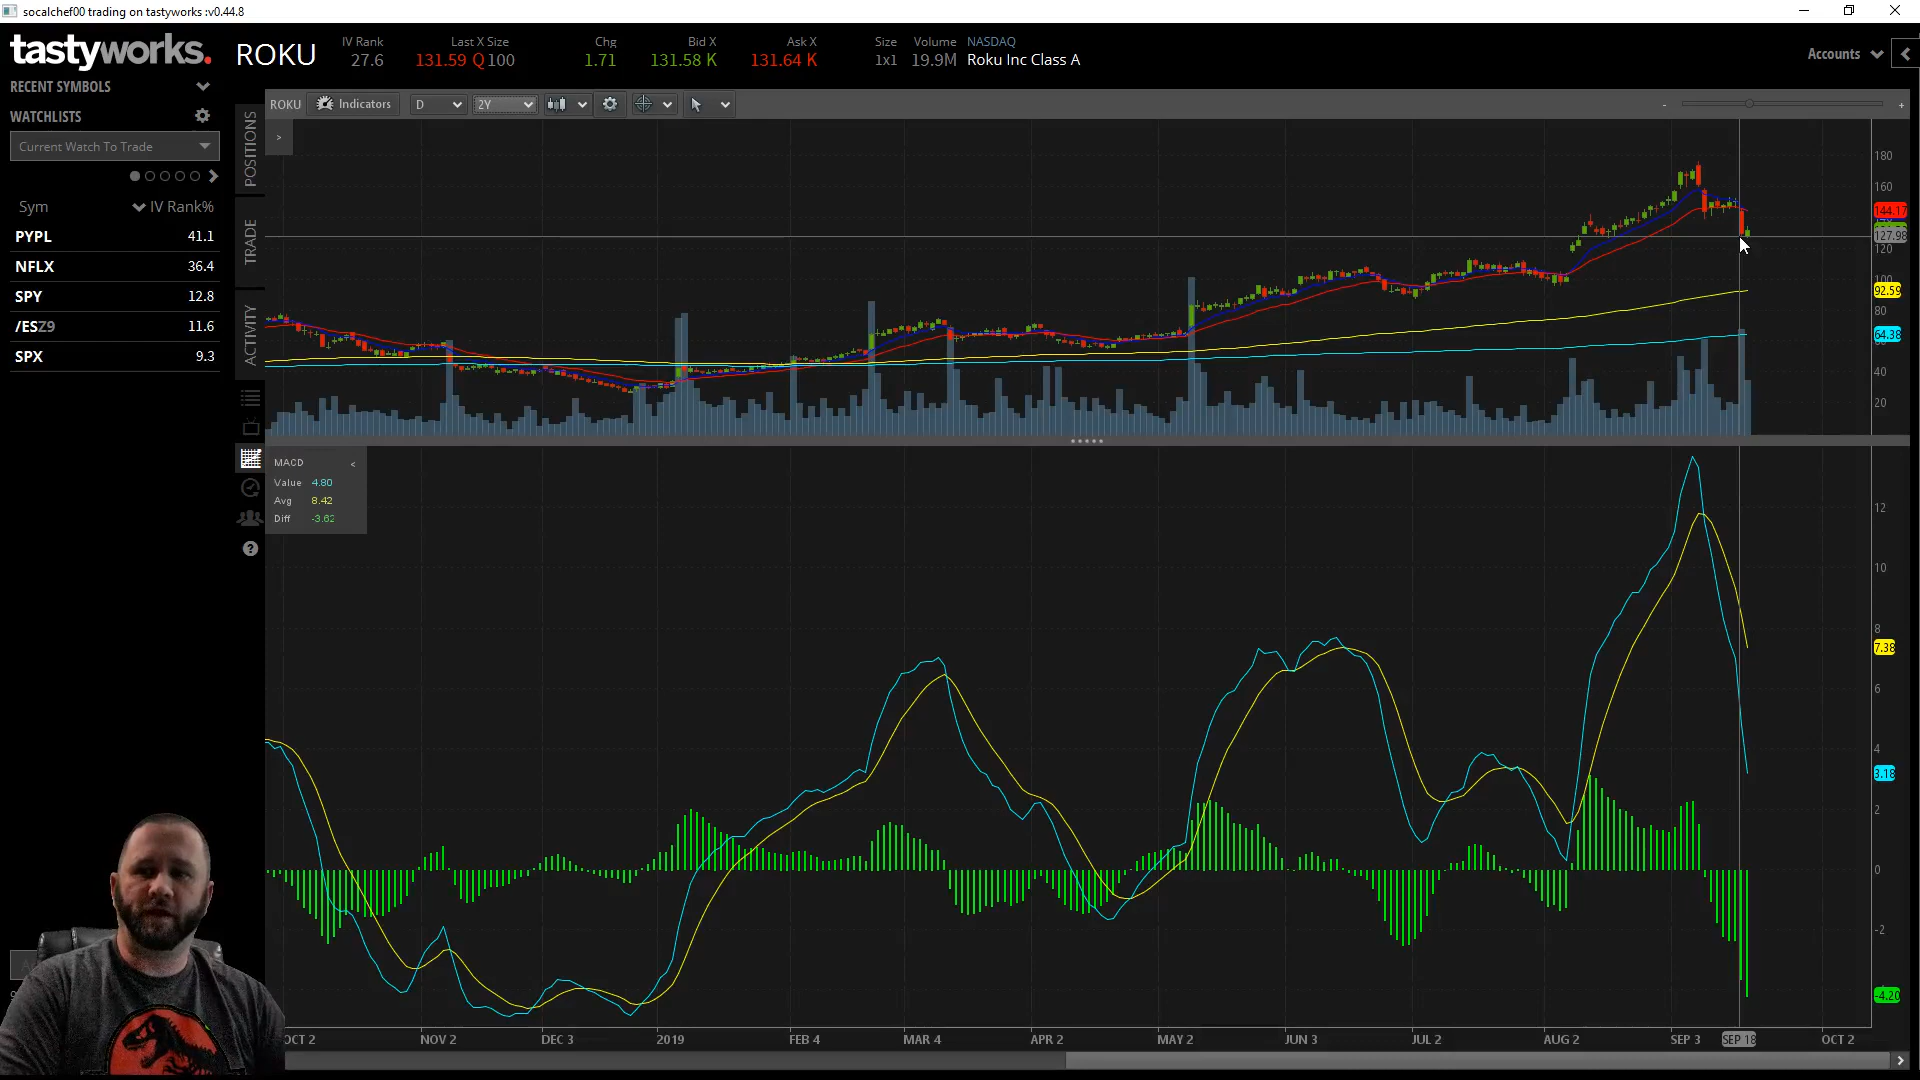 socalchef00 trading on tastyworks :v0.44.8
tastyworks.
ROKU
IV Rank
27.6
Last X Size
131.59 Q100
Chg
1.71
Bid X
131.58 K
Ask X
131.64 K
Size
1x1
Volume
19.9M
NASDAQ
Roku Inc Class A
Accounts
RECENT SYMBOLS
WATCHLISTS
Current Watch To Trade
Sym
IV Rank%
PYPL 41.1
NFLX 36.4
SPY 12.8
/ESZ9 11.6
SPX 9.3
POSITIONS
TRADE
ACTIVITY
ROKU
Indicators
D
2Y
-
+
>
180
160
144.17
127.98
120
100
92.59
80
64.38
40
20
MACD <
Value 4.80
Avg 8.42
Diff -3.62
12
10
8
7.38
6
4
3.18
2
0
-2
-4.20
OCT 2
NOV 2
DEC 3
2019
FEB 4
MAR 4
APR 2
MAY 2
JUN 3
JUL 2
AUG 2
SEP 3
SEP 18
OCT 2